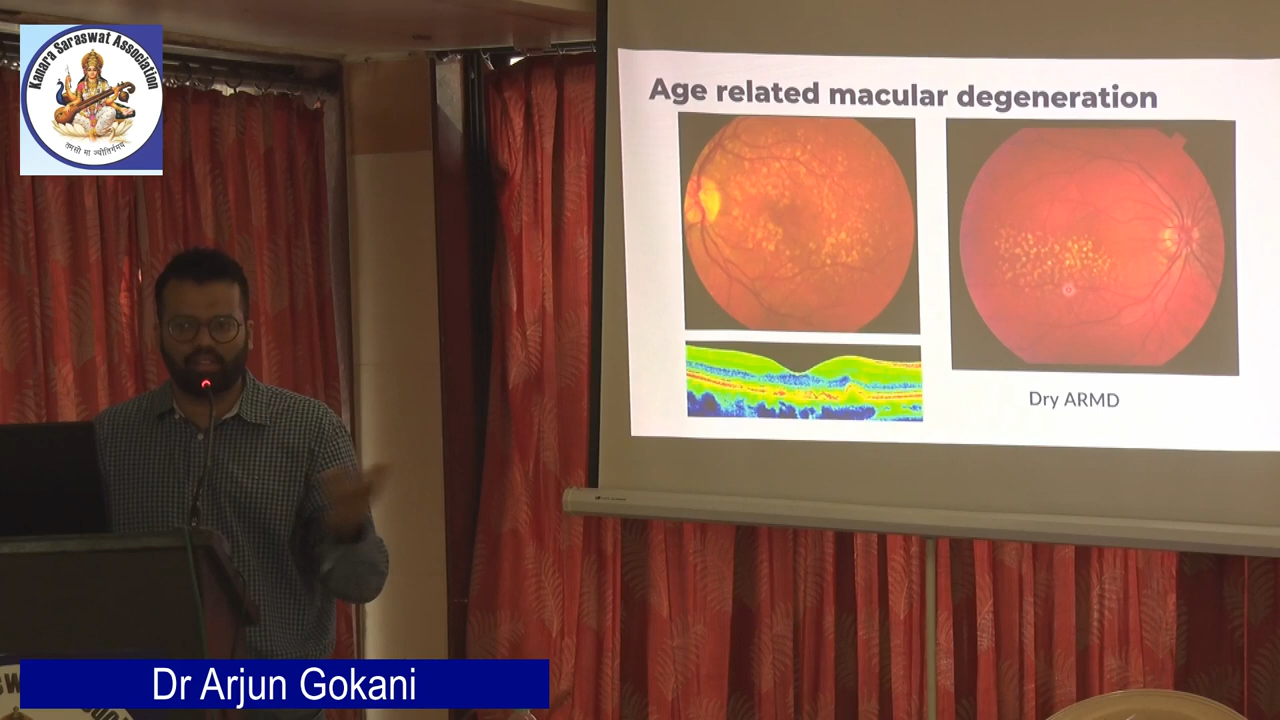 Kanara Saraswat Association
तमसो मा ज्योतिर्गमय
Age related macular degeneration
Dry ARMD
Dr Arjun Gokani